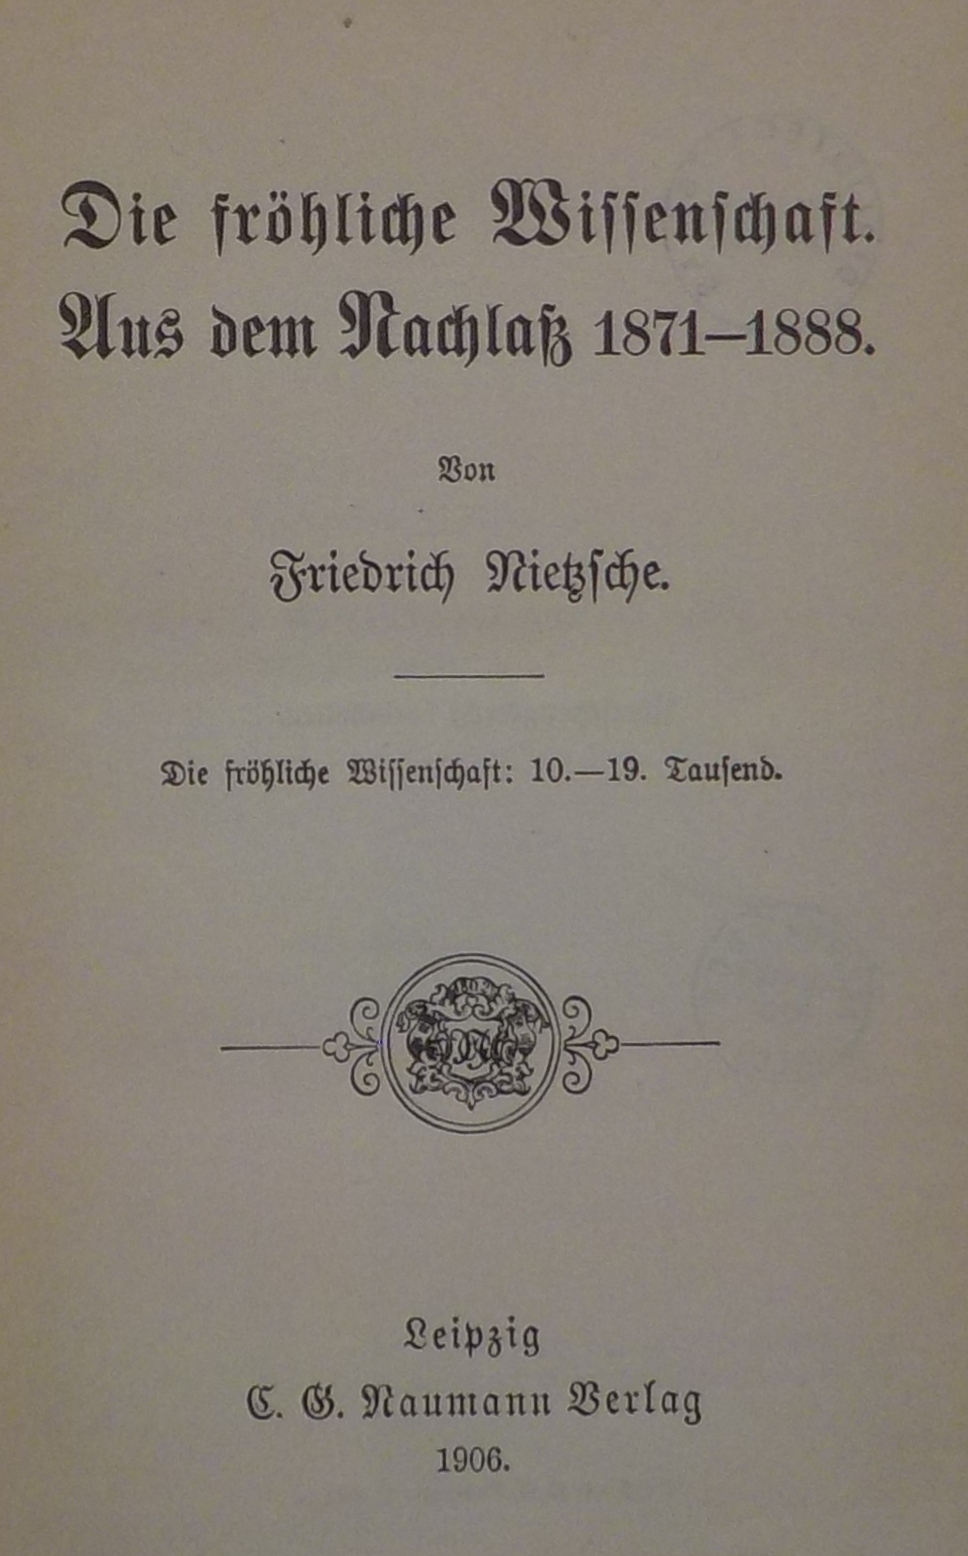 Die fröhliche Wissenschaft.
Aus dem Nachlaß 1871—1888.
Von
Friedrich Nietzsche.
Die fröhliche Wissenschaft: 10.—19. Tausend.
Leipzig
C. G. Naumann Verlag
1906.